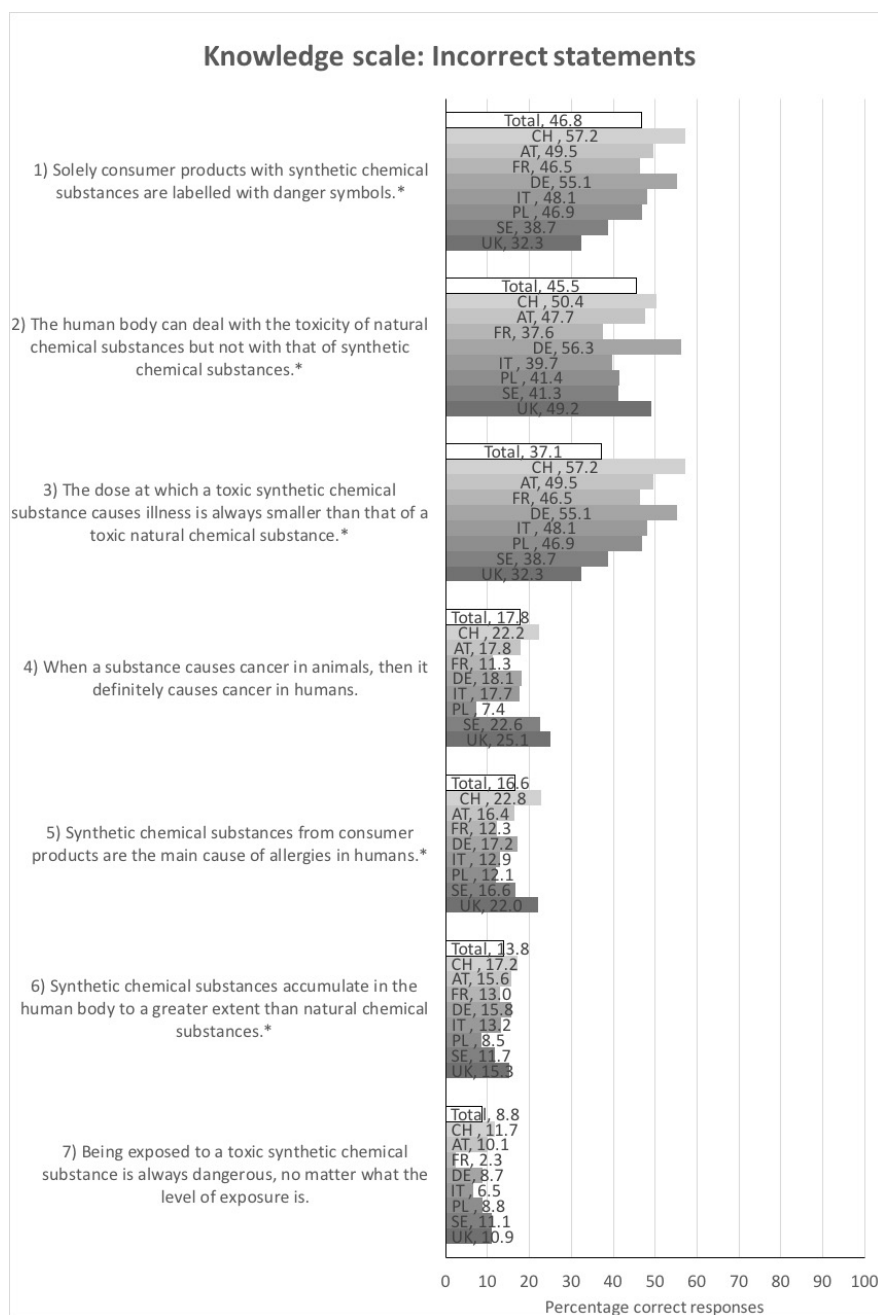 Knowledge scale: Incorrect statements
1) Solely consumer products with synthetic chemical
substances are labelled with danger symbols.*
Total, 46.8
CH , 57.2
AT, 49.5
FR, 46.5
DE, 55.1
IT , 48.1
PL , 46.9
SE, 38.7
UK, 32.3
2) The human body can deal with the toxicity of natural
chemical substances but not with that of synthetic
chemical substances.*
Total, 45.5
CH , 50.4
AT, 47.7
FR, 37.6
DE, 56.3
IT , 39.7
PL , 41.4
SE, 41.3
UK, 49.2
3) The dose at which a toxic synthetic chemical
substance causes illness is always smaller than that of a
toxic natural chemical substance.*
Total, 37.1
CH , 57.2
AT, 49.5
FR, 46.5
DE, 55.1
IT , 48.1
PL , 46.9
SE, 38.7
UK, 32.3
4) When a substance causes cancer in animals, then it
definitely causes cancer in humans.
Total, 17.8
CH , 22.2
AT, 17.8
FR, 11.3
DE, 18.1
IT , 17.7
PL , 7.4
SE, 22.6
UK, 25.1
5) Synthetic chemical substances from consumer
products are the main cause of allergies in humans.*
Total, 16.6
CH , 22.8
AT, 16.4
FR, 12.3
DE, 17.2
IT , 12.9
PL , 12.1
SE, 16.6
UK, 22.0
6) Synthetic chemical substances accumulate in the
human body to a greater extent than natural chemical
substances.*
Total, 13.8
CH , 17.2
AT, 15.6
FR, 13.0
DE, 15.8
IT , 13.2
PL , 8.5
SE, 11.7
UK, 15.3
7) Being exposed to a toxic synthetic chemical
substance is always dangerous, no matter what the
level of exposure is.
Total, 8.8
CH , 11.7
AT, 10.1
FR, 2.3
DE, 8.7
IT , 6.5
PL , 8.8
SE, 11.1
UK, 10.9
0 10 20 30 40 50 60 70 80 90 100
Percentage correct responses